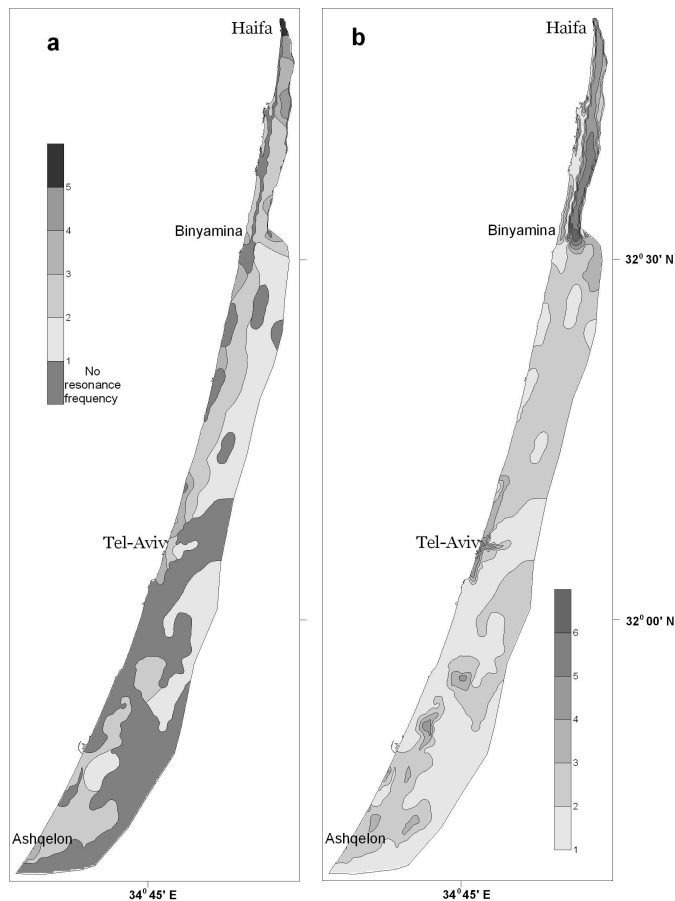 a
Haifa
Binyamina
Tel-Aviv
Ashqelon
5
4
3
2
1
No
resonance
frequency
34⁰ 45' E
b
Haifa
Binyamina
Tel-Aviv
Ashqelon
6
5
4
3
2
1
32⁰ 30' N
32⁰ 00' N
34⁰ 45' E